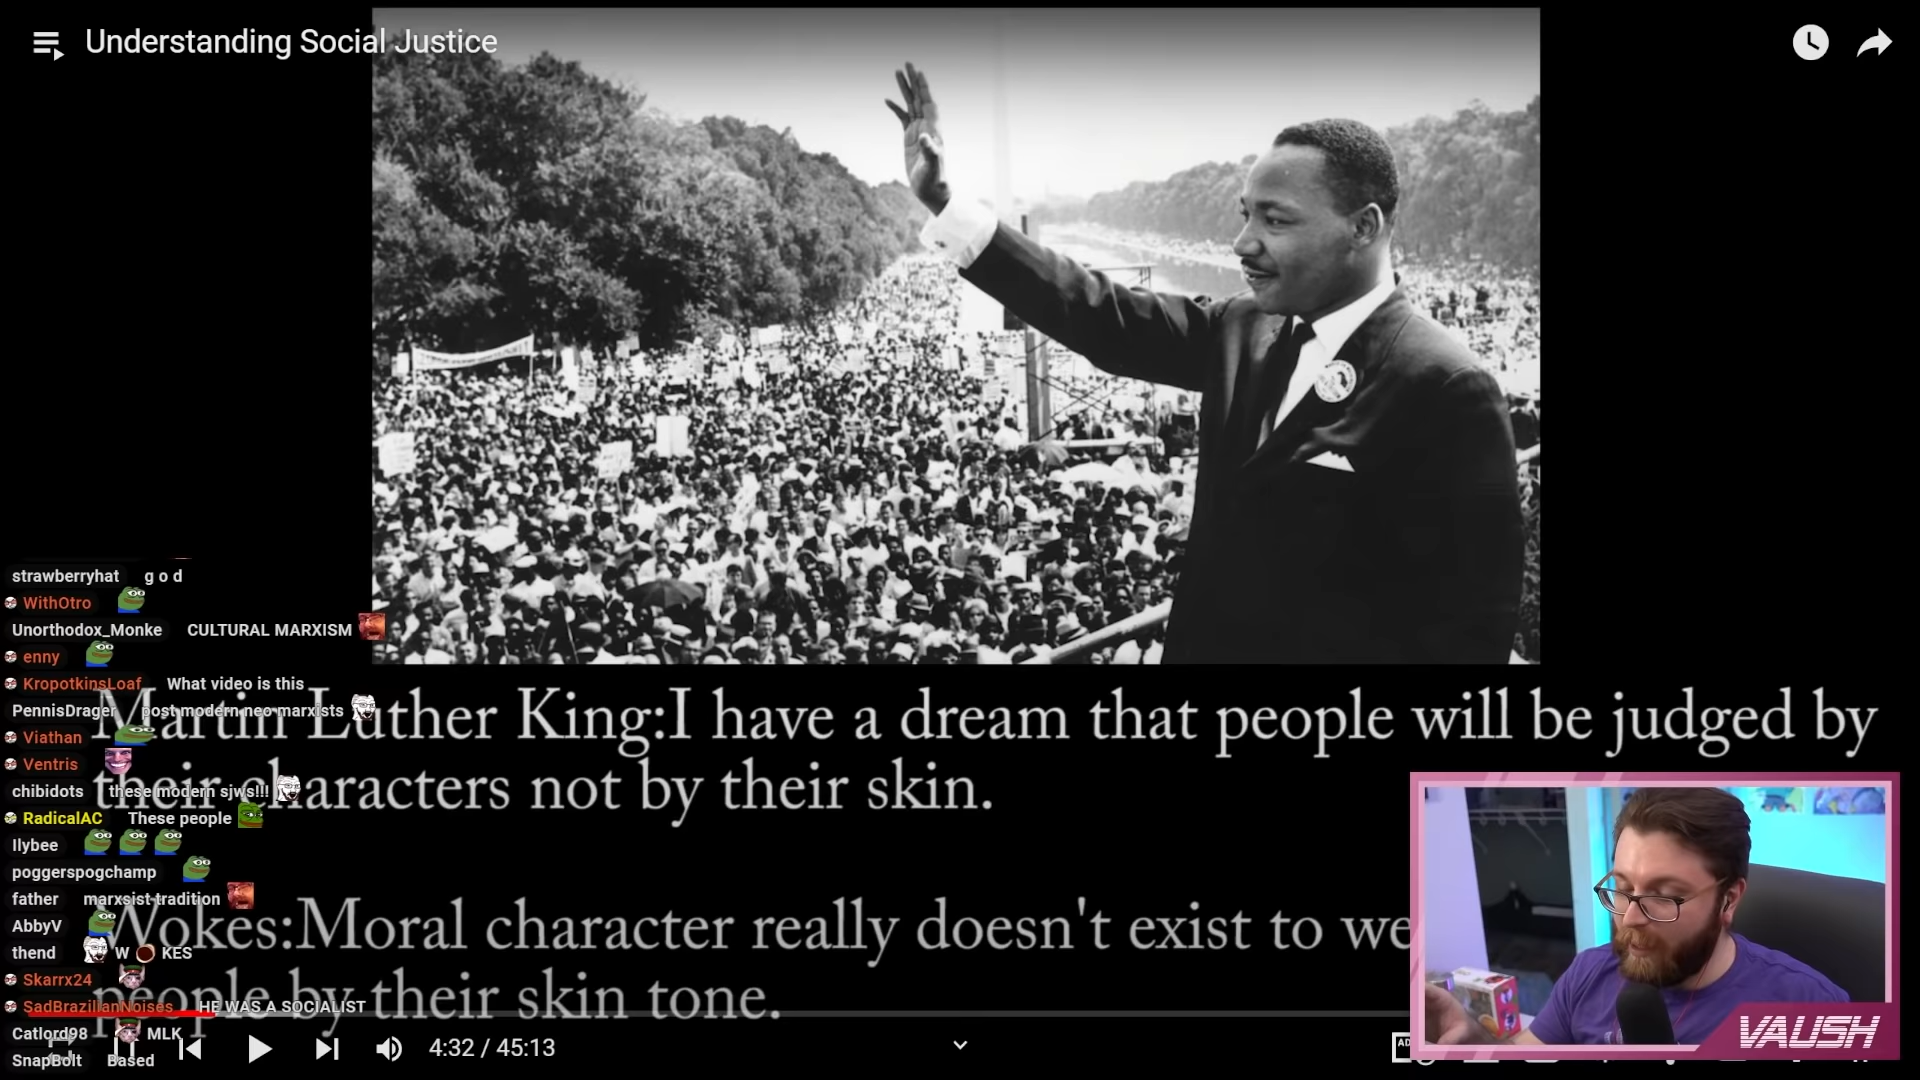 Understanding Social Justice
strawberryhat g o d
WithOtro
Unorthodox_Monke CULTURAL MARXISM
enny
KropotkinsLoaf What video is this
PennisDrager post modern neo marxists
Viathan
Ventris
chibidots these modern sjws!!!
RadicalAC These people
Ilybee
poggerspogchamp
father marxsist tradition
AbbyV
thend W KES
Skarrx24
SadBrazilianNoises HE WAS A SOCIALIST
Catlord98 MLK
SnapBolt Based
Martin Luther King:I have a dream that people will be judged by
their characters not by their skin.
Wokes:Moral character really doesn't exist to we
people by their skin tone.
4:32 / 45:13
VAUSH